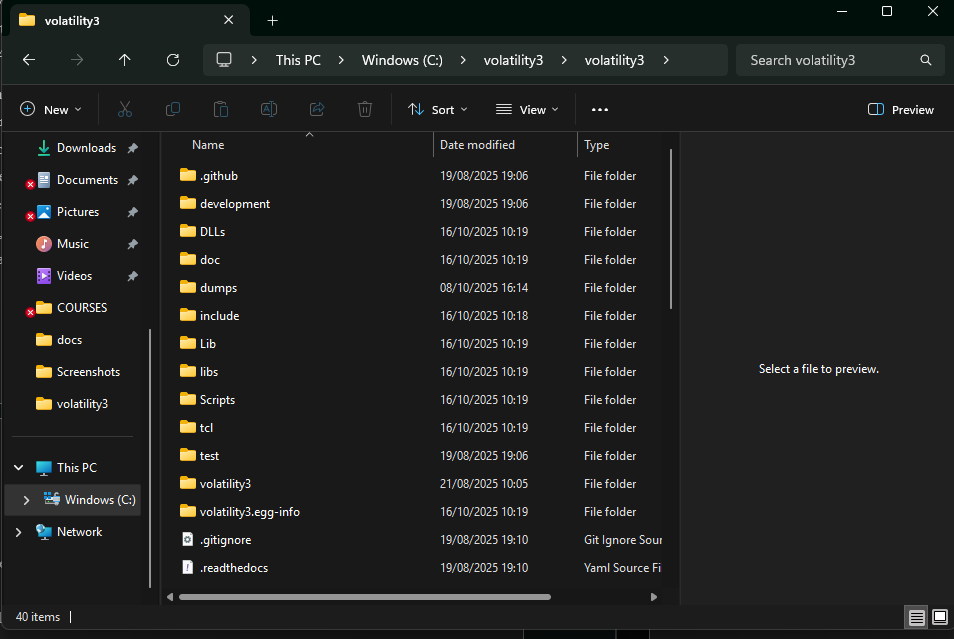 volatility3
This PC
Windows (C:)
volatility3
volatility3
Search volatility3
New
Sort
View
Preview
Downloads
Documents
Pictures
Music
Videos
COURSES
docs
Screenshots
volatility3
This PC
Windows (C:)
Network
Name Date modified Type
.github 19/08/2025 19:06 File folder
development 19/08/2025 19:06 File folder
DLLs 16/10/2025 10:19 File folder
doc 16/10/2025 10:19 File folder
dumps 08/10/2025 16:14 File folder
include 16/10/2025 10:18 File folder
Lib 16/10/2025 10:19 File folder
libs 16/10/2025 10:19 File folder
Scripts 16/10/2025 10:19 File folder
tcl 16/10/2025 10:19 File folder
test 19/08/2025 19:06 File folder
volatility3 21/08/2025 10:05 File folder
volatility3.egg-info 16/10/2025 10:19 File folder
.gitignore 19/08/2025 19:10 Git Ignore Sour
.readthedocs 19/08/2025 19:10 Yaml Source Fi
Select a file to preview.
40 items